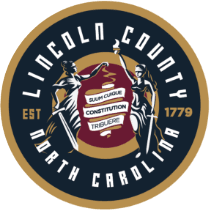 LINCOLN COUNTY
EST 1779
SUUM CUIQUE
CONSTITUTION
TRIBUERE
NORTH CAROLINA